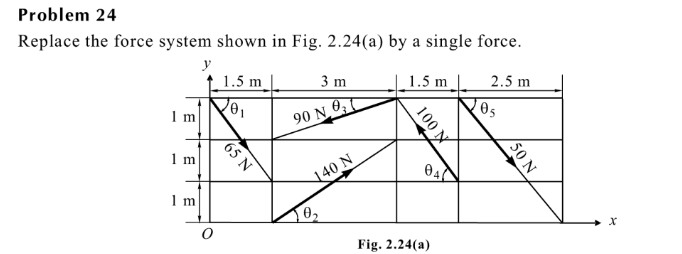 Problem 24
Replace the force system shown in Fig. 2.24(a) by a single force.
y
1.5 m 3 m 1.5 m 2.5 m
θ1 90 N θ3 100 N θ5
1 m
65 N 50 N
1 m 140 N θ4
1 m
θ2
O x
Fig. 2.24(a)